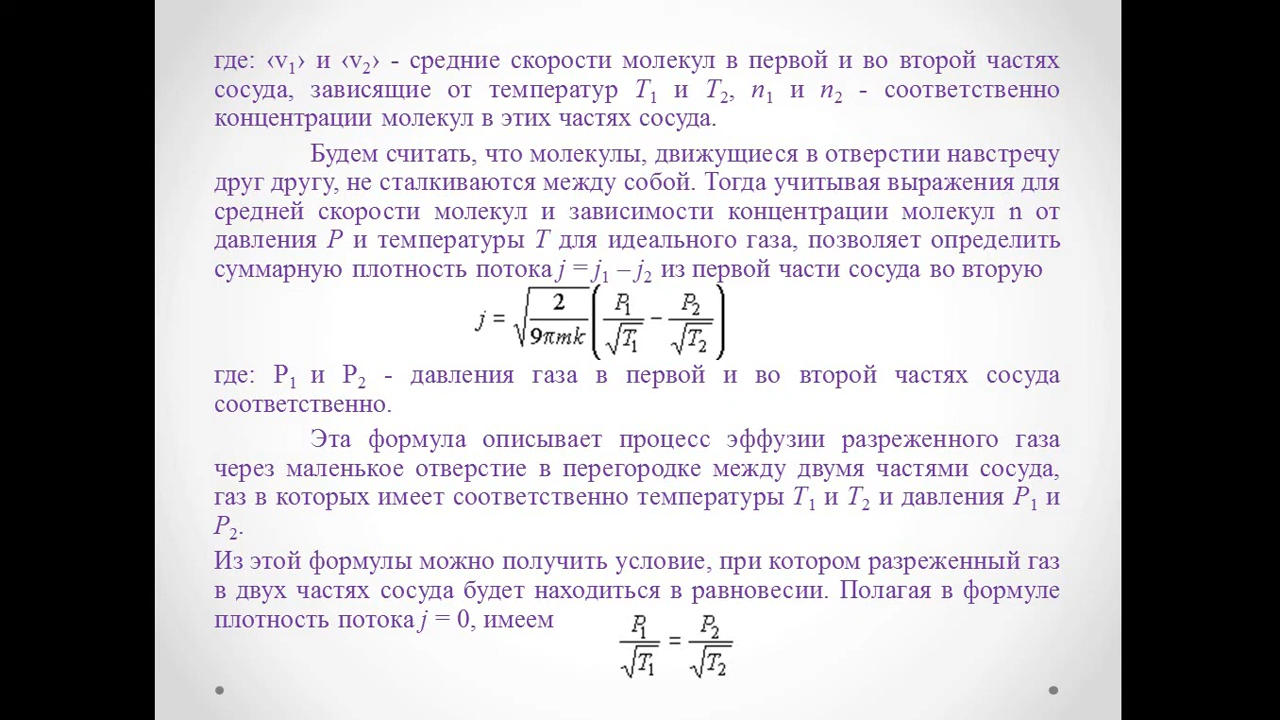 где: ‹v₁› и ‹v₂› - средние скорости молекул в первой и во второй частях
сосуда, зависящие от температур T₁ и T₂, n₁ и n₂ - соответственно
концентрации молекул в этих частях сосуда.
Будем считать, что молекулы, движущиеся в отверстии навстречу
друг другу, не сталкиваются между собой. Тогда учитывая выражения для
средней скорости молекул и зависимости концентрации молекул n от
давления P и температуры T для идеального газа, позволяет определить
суммарную плотность потока j = j₁ – j₂ из первой части сосуда во вторую
j = √(2/(9πmk)) (P₁/√T₁ − P₂/√T₂)
где: P₁ и P₂ - давления газа в первой и во второй частях сосуда
соответственно.
Эта формула описывает процесс эффузии разреженного газа
через маленькое отверстие в перегородке между двумя частями сосуда,
газ в которых имеет соответственно температуры T₁ и T₂ и давления P₁ и
P₂.
Из этой формулы можно получить условие, при котором разреженный газ
в двух частях сосуда будет находиться в равновесии. Полагая в формуле
плотность потока j = 0, имеем
P₁/√T₁ = P₂/√T₂